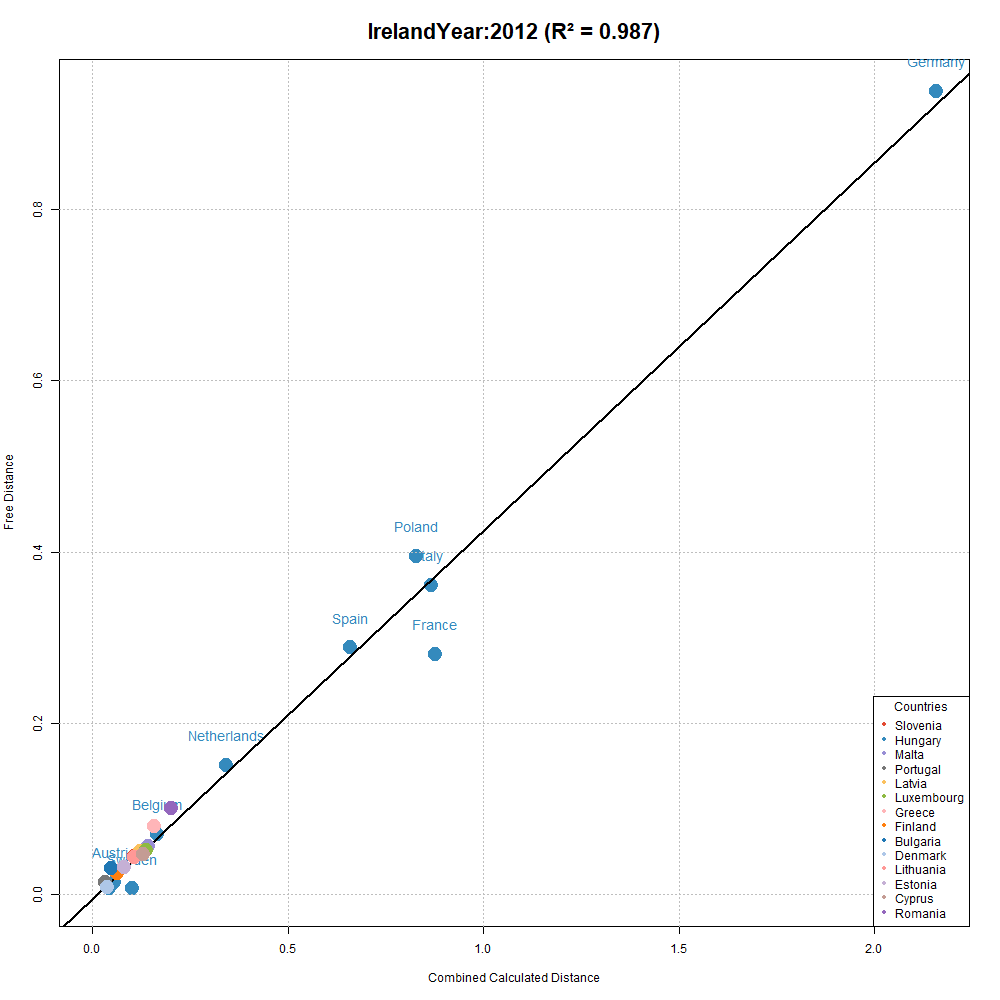 IrelandYear:2012 (R² = 0.987)
Germany
0.8
0.6
Free Distance
Poland
0.4
Italy
Spain
France
0.2
Netherlands
Belgium
Austria
Sweden
0.0
Countries
Slovenia
Hungary
Malta
Portugal
Latvia
Luxembourg
Greece
Finland
Bulgaria
Denmark
Lithuania
Estonia
Cyprus
Romania
0.0 0.5 1.0 1.5 2.0
Combined Calculated Distance